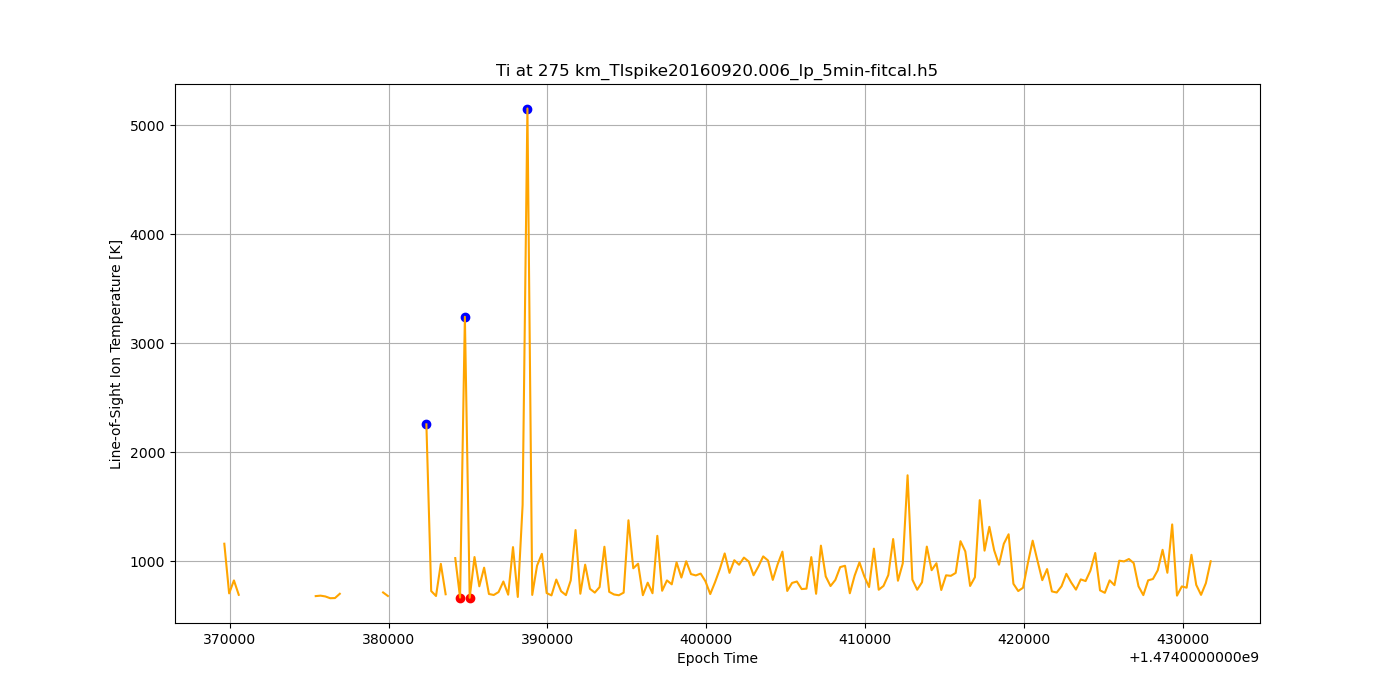 Ti at 275 km_TIspike20160920.006_lp_5min-fitcal.h5
Line-of-Sight Ion Temperature [K]
5000
4000
3000
2000
1000
370000 380000 390000 400000 410000 420000 430000
Epoch Time
+1.4740000000e9